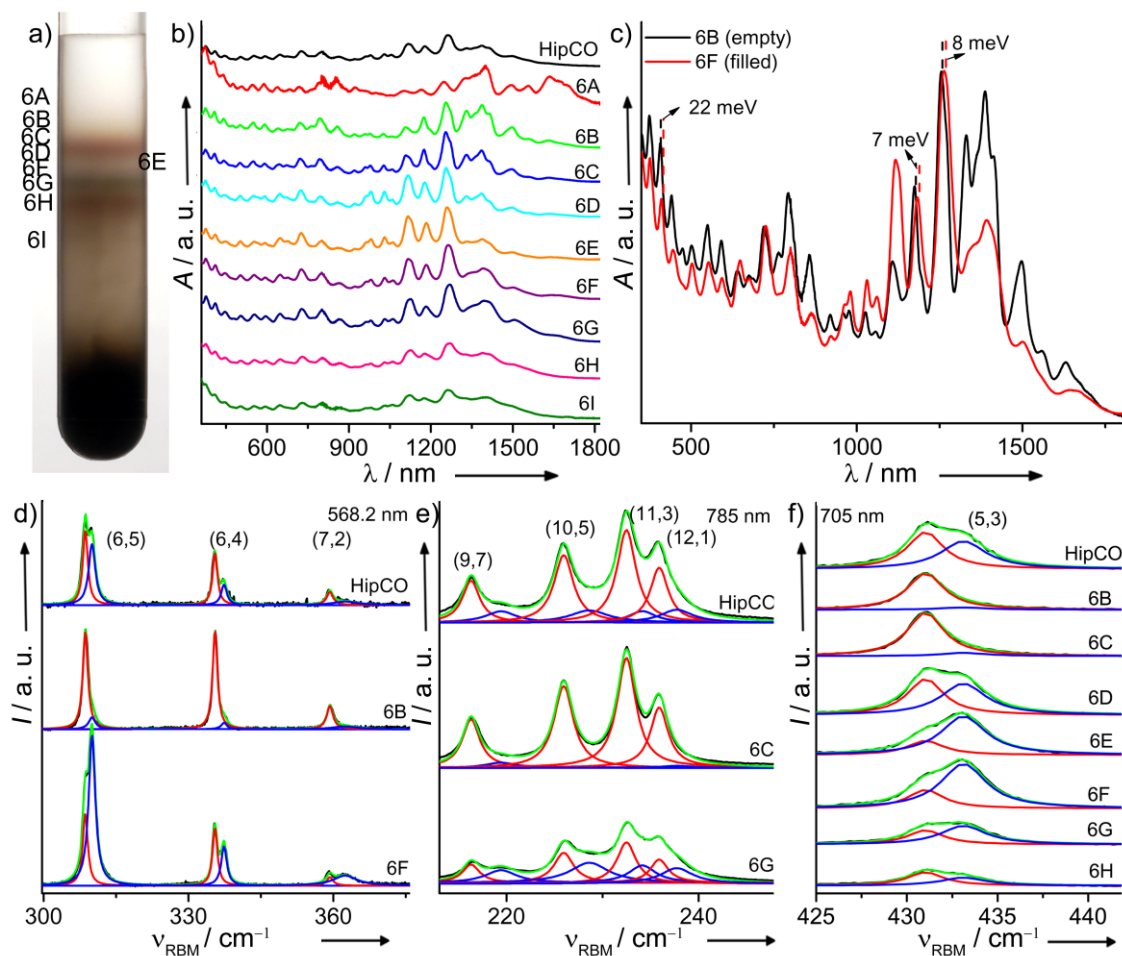 a)
6A
6B
6C
6D
6E
6F
6G
6H
6I
b)
HipCO
6A
6B
6C
6D
6E
6F
6G
6H
6I
A / a. u.
600 900 1200 1500 1800
λ / nm
c)
6B (empty)
6F (filled)
8 meV
22 meV
7 meV
A / a. u.
500 1000 1500
λ / nm
d)
568.2 nm
(6,5) (6,4) (7,2)
HipCO
6B
6F
I / a. u.
300 330 360
νRBM / cm⁻¹
e)
785 nm
(9,7) (10,5) (11,3) (12,1)
HipCO
6C
6G
I / a. u.
220 240
νRBM / cm⁻¹
f)
705 nm
(5,3)
HipCO
6B
6C
6D
6E
6F
6G
6H
425 430 435 440
νRBM / cm⁻¹